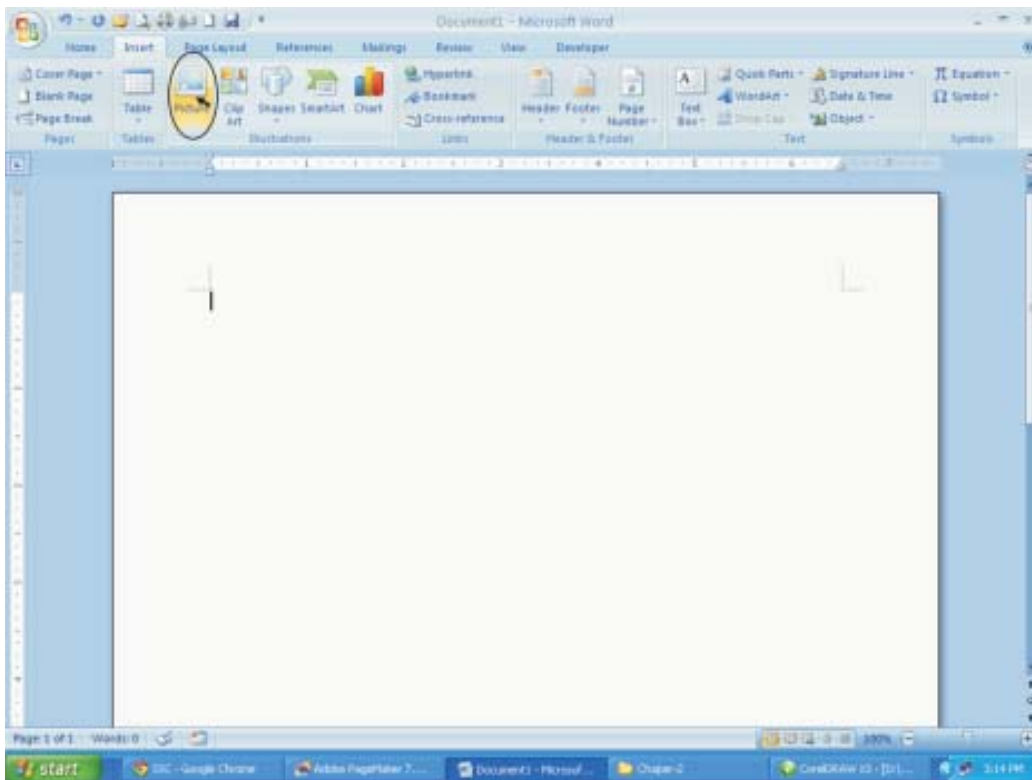 Document1 - Microsoft Word
Home Insert Page Layout References Mailings Review View Developer
Cover Page
Blank Page
Page Break
Pages
Table
Tables
Picture
Clip Art
Shapes SmartArt Chart
Illustrations
Hyperlink
Bookmark
Cross-reference
Links
Header Footer Page Number
Header & Footer
Text Box
Quick Parts
WordArt
Drop Cap
Signature Line
Date & Time
Object
Text
Equation
Symbol
Symbols
Page: 1 of 1 Words: 0 100%
start
- Google Chrome
Adobe PageMaker 7....
Document1 - Microsof...
Chaper-2
CorelDRAW
3:14 PM